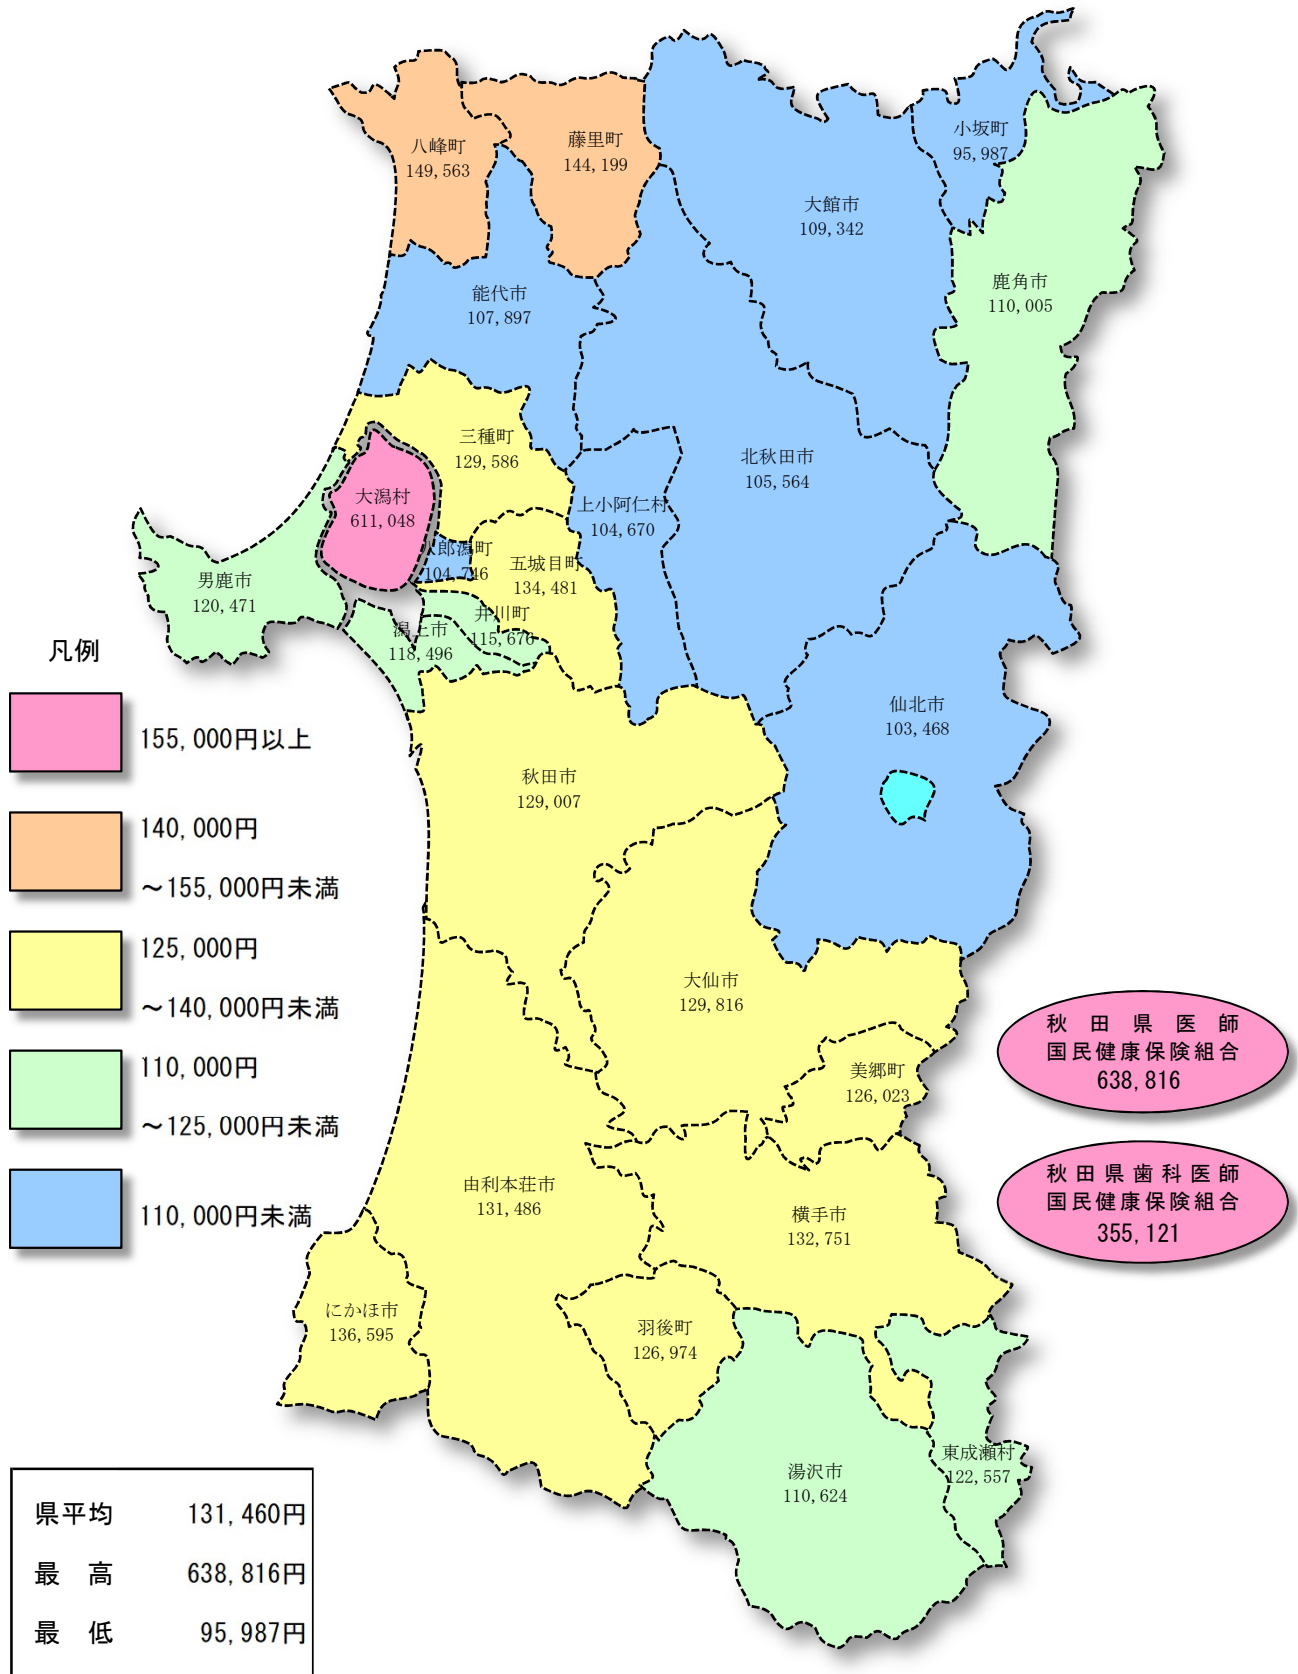 八峰町
149,563
藤里町
144,199
小坂町
95,987
大館市
109,342
鹿角市
110,005
能代市
107,897
三種町
129,586
北秋田市
105,564
大潟村
611,048
上小阿仁村
104,670
郎潟町
104,746
五城目町
134,481
男鹿市
120,471
井川町
115,676
潟上市
118,496
仙北市
103,468
秋田市
129,007
大仙市
129,816
美郷町
126,023
由利本荘市
131,486
横手市
132,751
にかほ市
136,595
羽後町
126,974
湯沢市
110,624
東成瀬村
122,557
凡例
155,000円以上
140,000円
～155,000円未満
125,000円
～140,000円未満
110,000円
～125,000円未満
110,000円未満
秋田県医師
国民健康保険組合
638,816
秋田県歯科医師
国民健康保険組合
355,121
県平均 131,460円
最高 638,816円
最低 95,987円